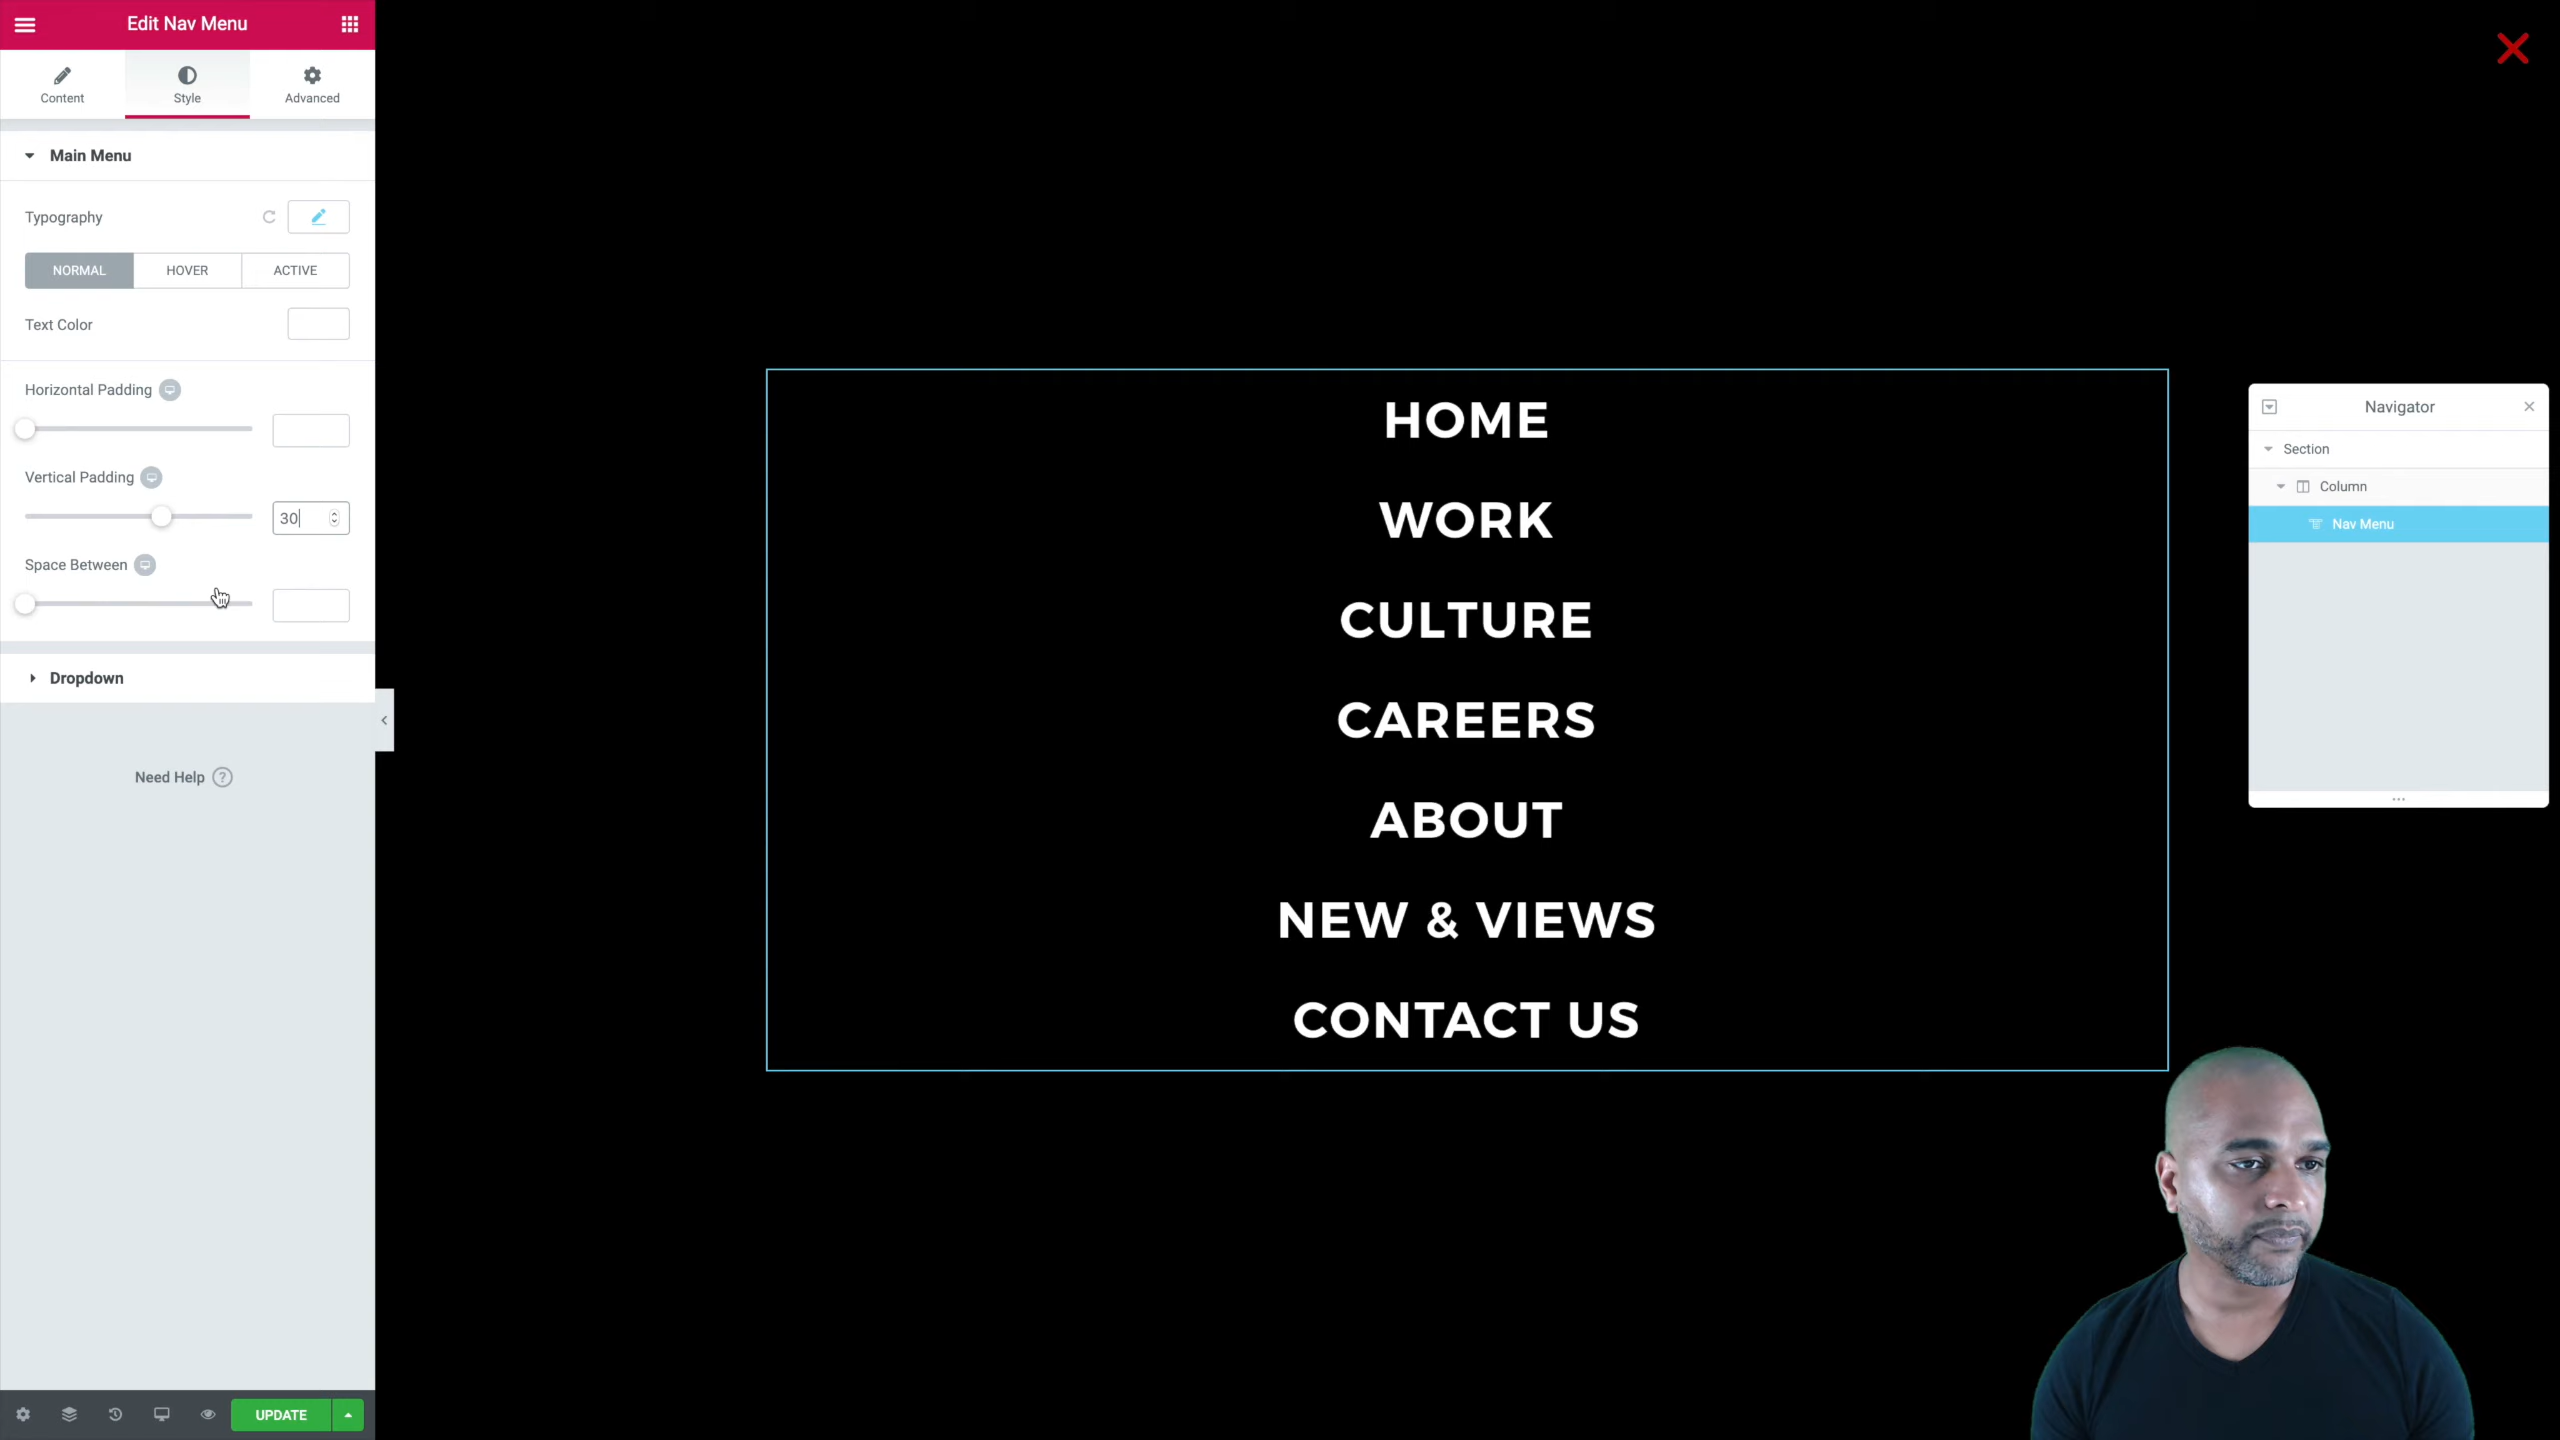 Edit Nav Menu
Content
Style
Advanced
Main Menu
Typography
NORMAL
HOVER
ACTIVE
Text Color
Horizontal Padding
Vertical Padding
30
Space Between
Dropdown
Need Help ?
UPDATE
HOME
WORK
CULTURE
CAREERS
ABOUT
NEW & VIEWS
CONTACT US
Navigator
Section
Column
Nav Menu